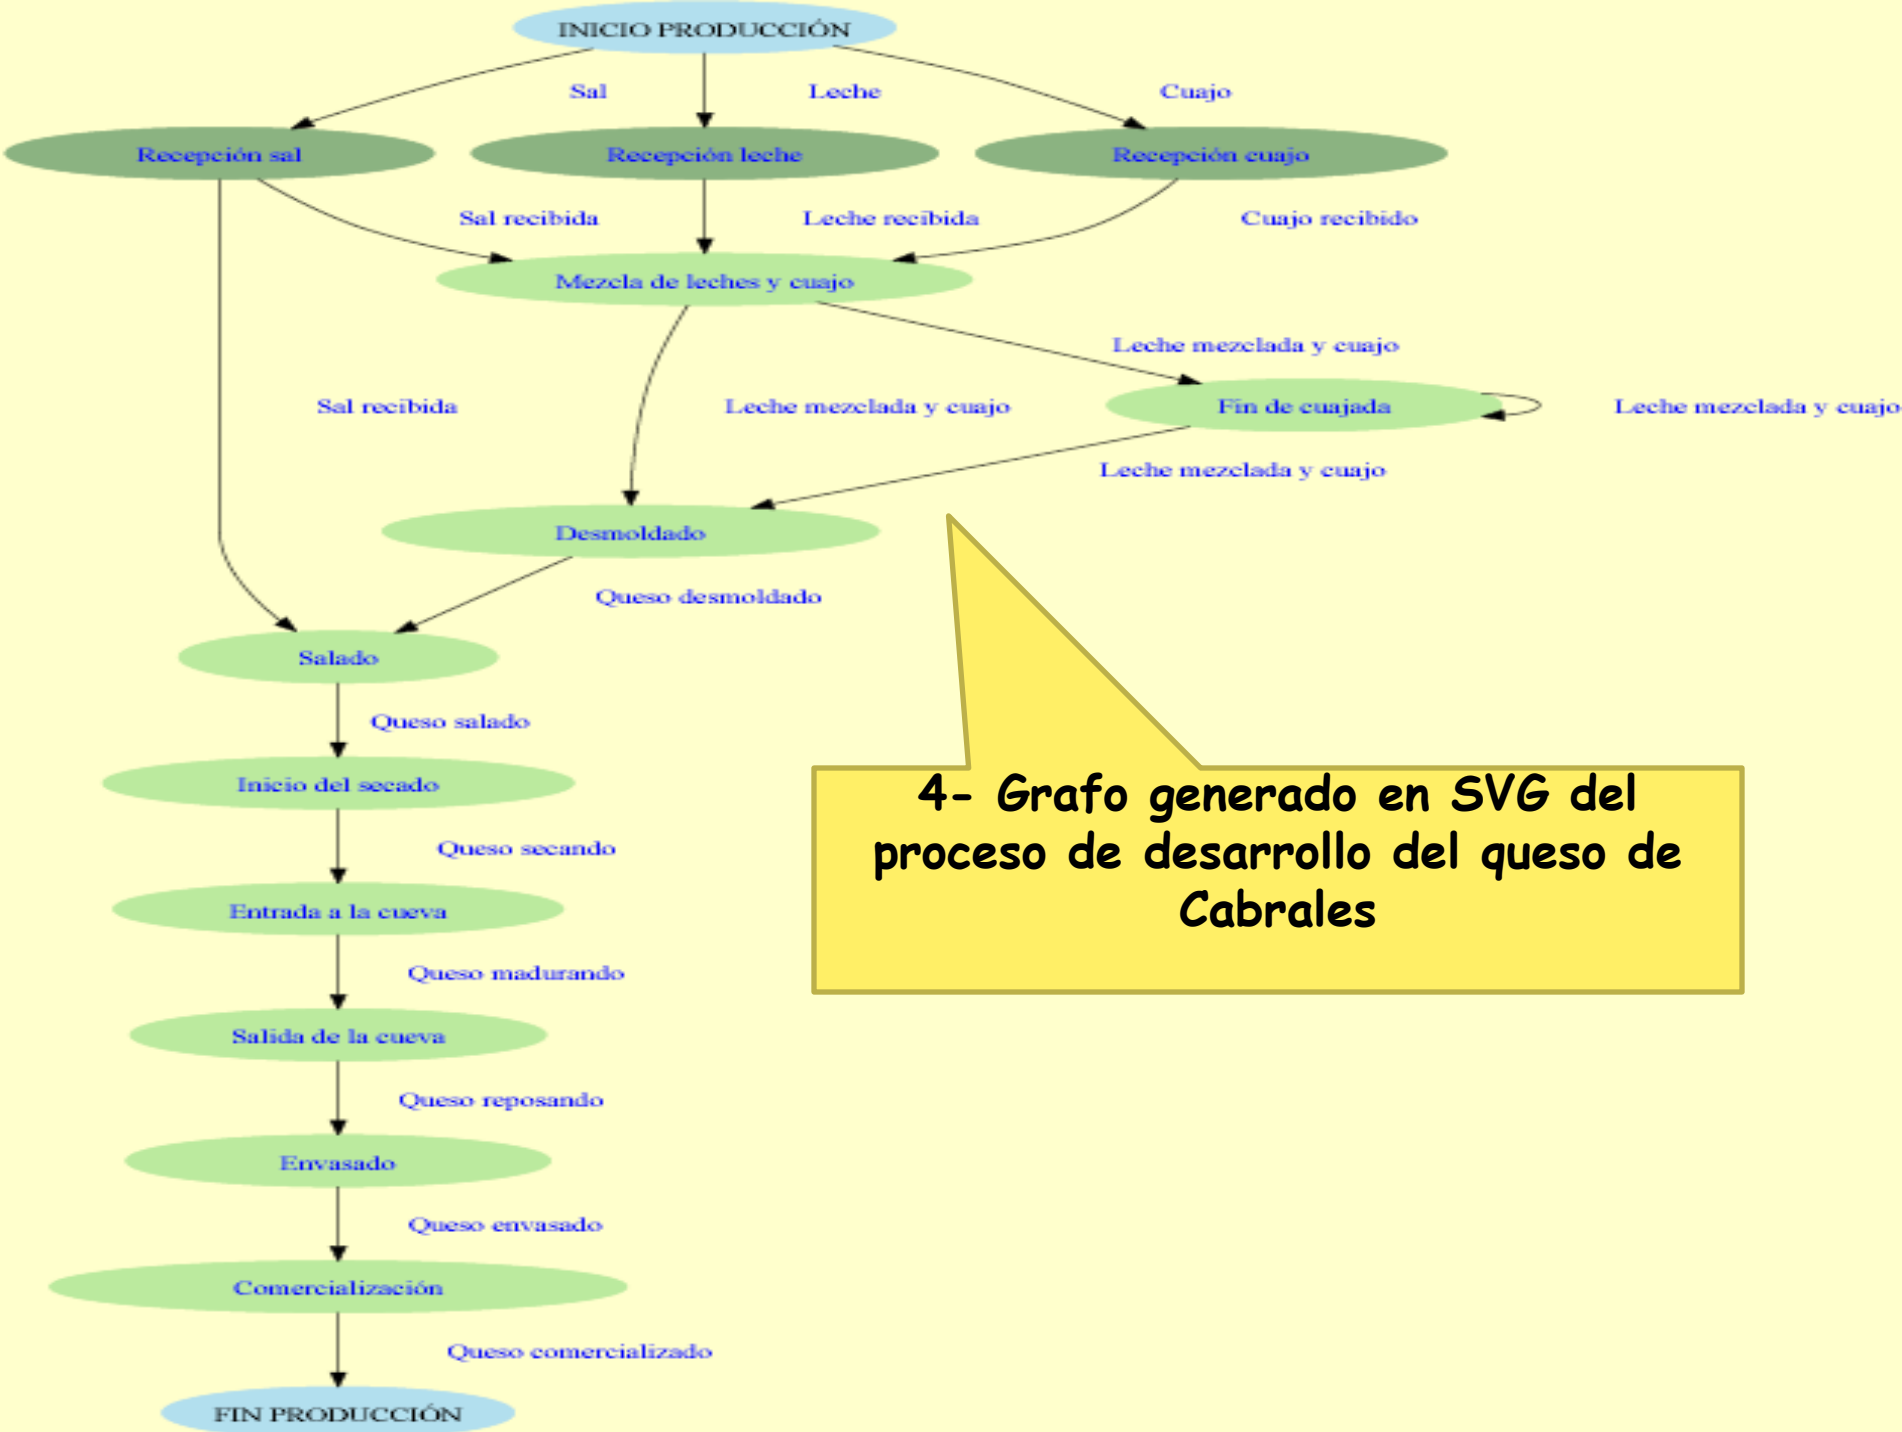 INICIO PRODUCCIÓN
Sal
Leche
Cuajo
Recepción sal
Recepción leche
Recepción cuajo
Sal recibida
Leche recibida
Cuajo recibido
Mezcla de leches y cuajo
Leche mezclada y cuajo
Sal recibida
Leche mezclada y cuajo
Fin de cuajada
Leche mezclada y cuajo
Leche mezclada y cuajo
Desmoldado
Queso desmoldado
Salado
Queso salado
Inicio del secado
4- Grafo generado en SVG del
proceso de desarrollo del queso de
Cabrales
Queso secando
Entrada a la cueva
Queso madurando
Salida de la cueva
Queso reposando
Envasado
Queso envasado
Comercialización
Queso comercializado
FIN PRODUCCIÓN